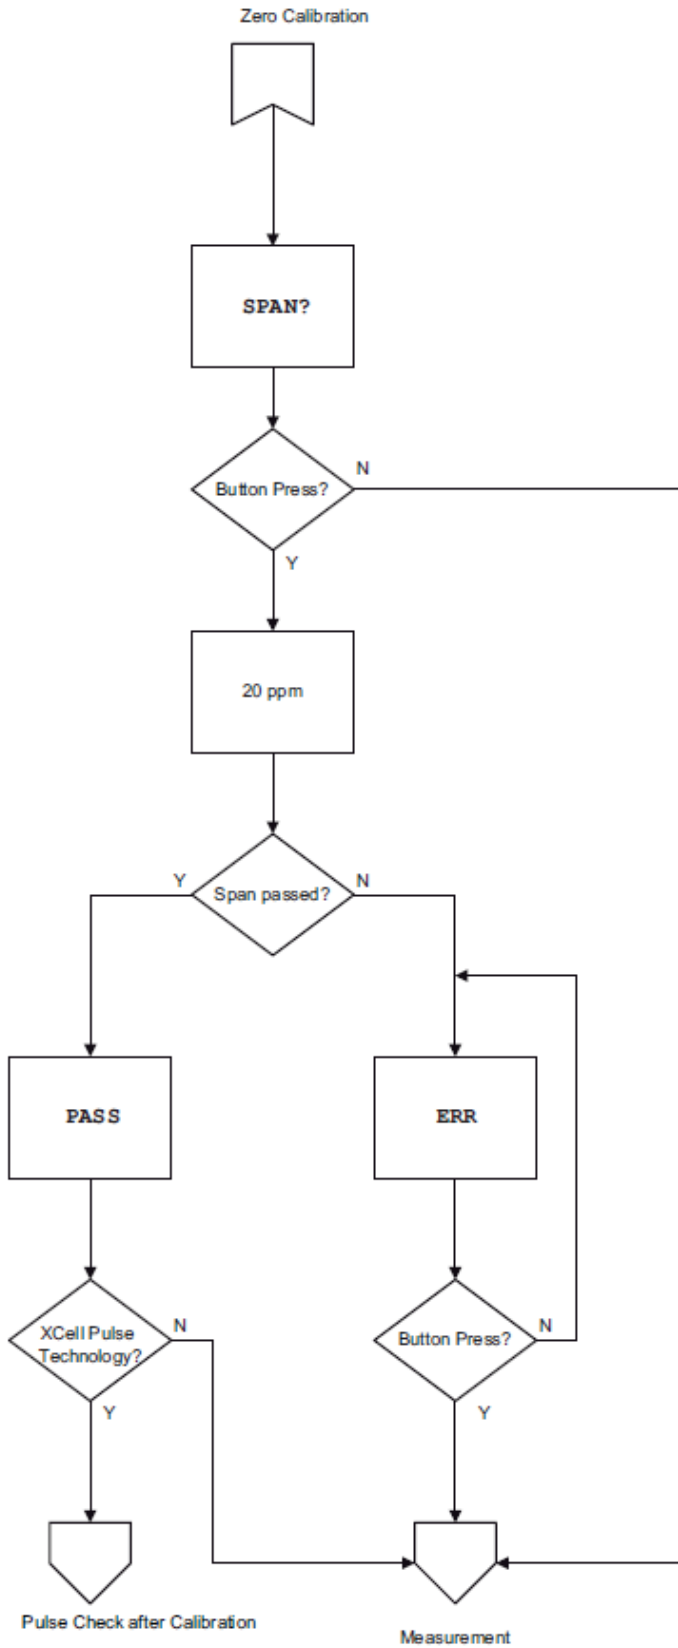 Zero Calibration
SPAN?
Button Press?
N
Y
20 ppm
Y
Span passed?
N
PASS
ERR
XCell Pulse
Technology?
N
Button Press?
N
Y
Y
Pulse Check after Calibration
Measurement